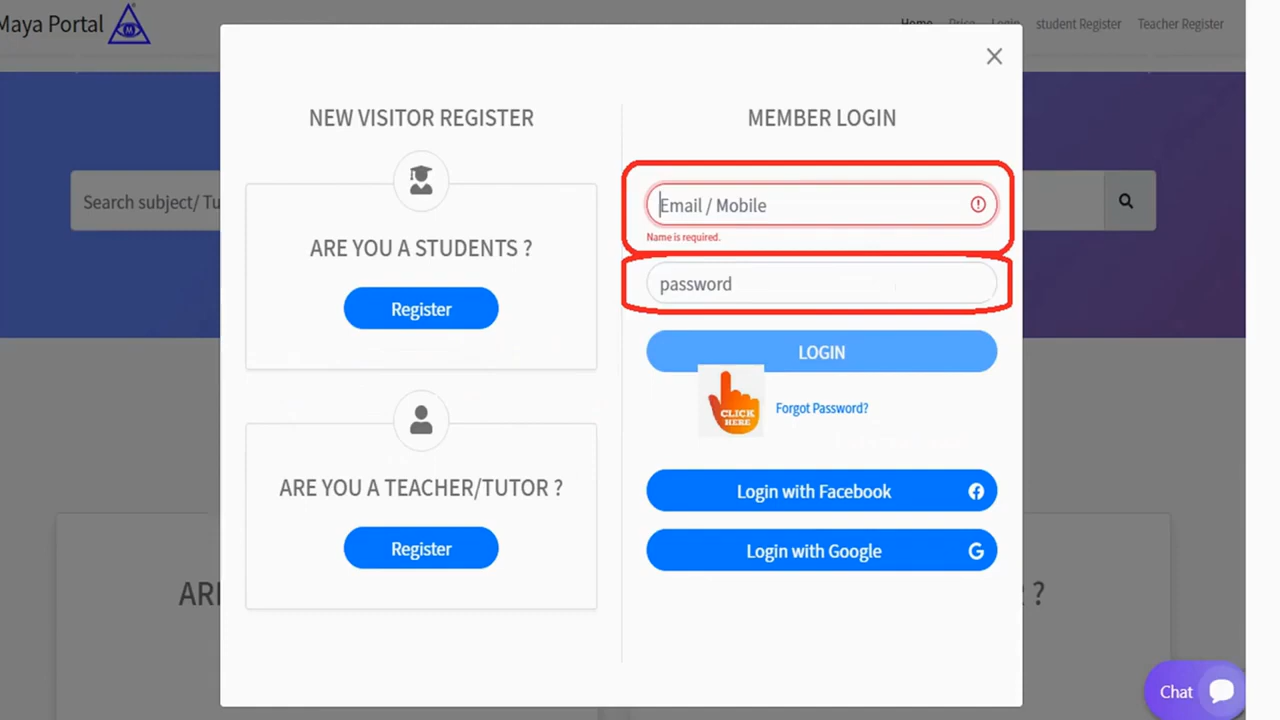 Maya Portal
M
Home Price Login student Register Teacher Register
Search subject/ Tu
NEW VISITOR REGISTER
ARE YOU A STUDENTS ?
Register
ARE YOU A TEACHER/TUTOR ?
Register
MEMBER LOGIN
Email / Mobile
Name is required.
password
LOGIN
CLICK
HERE
Forgot Password?
Login with Facebook
Login with Google
G
?
Chat